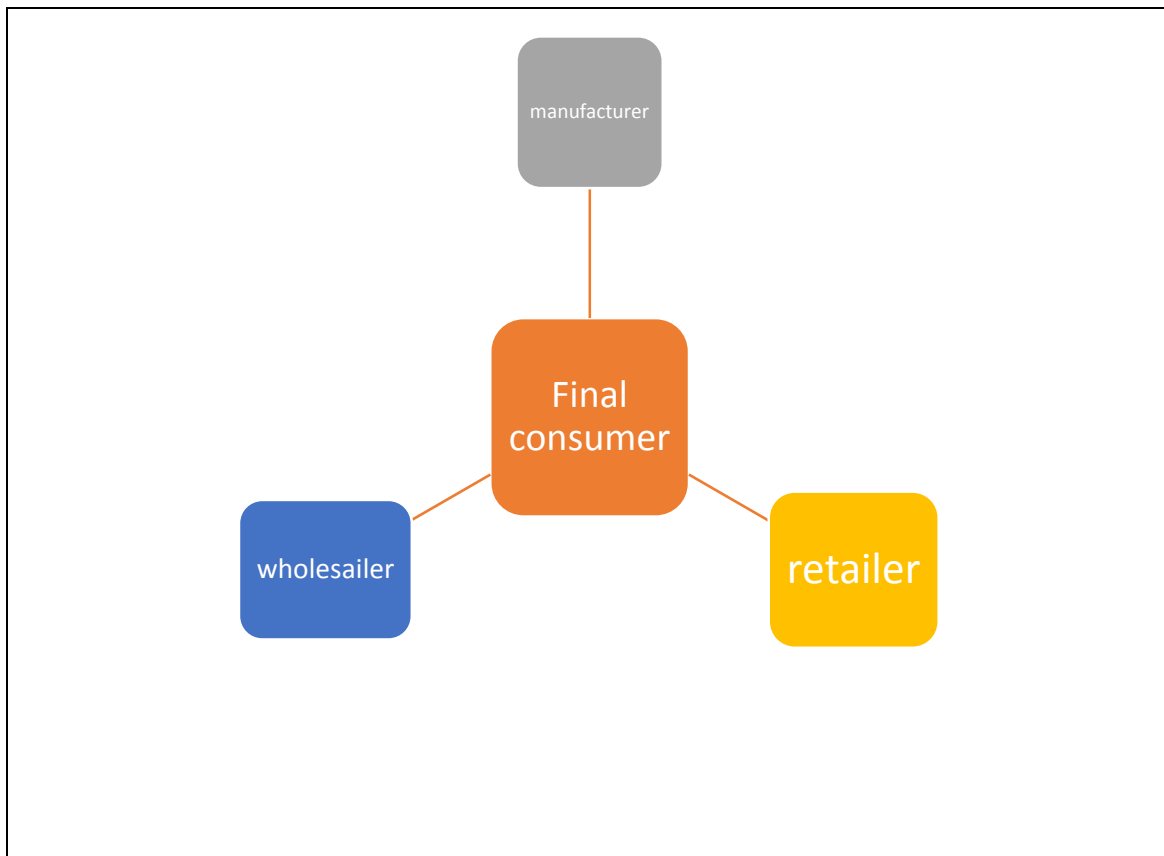 manufacturer
Final
consumer
wholesailer
retailer